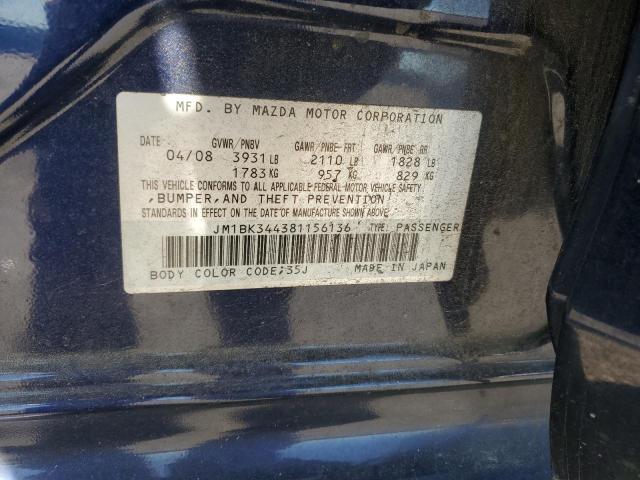 MFD. BY MAZDA MOTOR CORPORATION
DATE GVWR/PNBV GAWR/PNBE FRT GAWR/PNBE RR
04/08 3931 LB 2110 LB 1828 LB
1783 KG 957 KG 829 KG
THIS VEHICLE CONFORMS TO ALL APPLICABLE FEDERAL MOTOR VEHICLE SAFETY
,BUMPER,AND THEFT PREVENTION
STANDARDS IN EFFECT ON THE DATE OF MANUFACTURE SHOWN ABOVE.
JM1BK344381156136 TYPE: PASSENGER
BODY COLOR CODE;35J MADE IN JAPAN